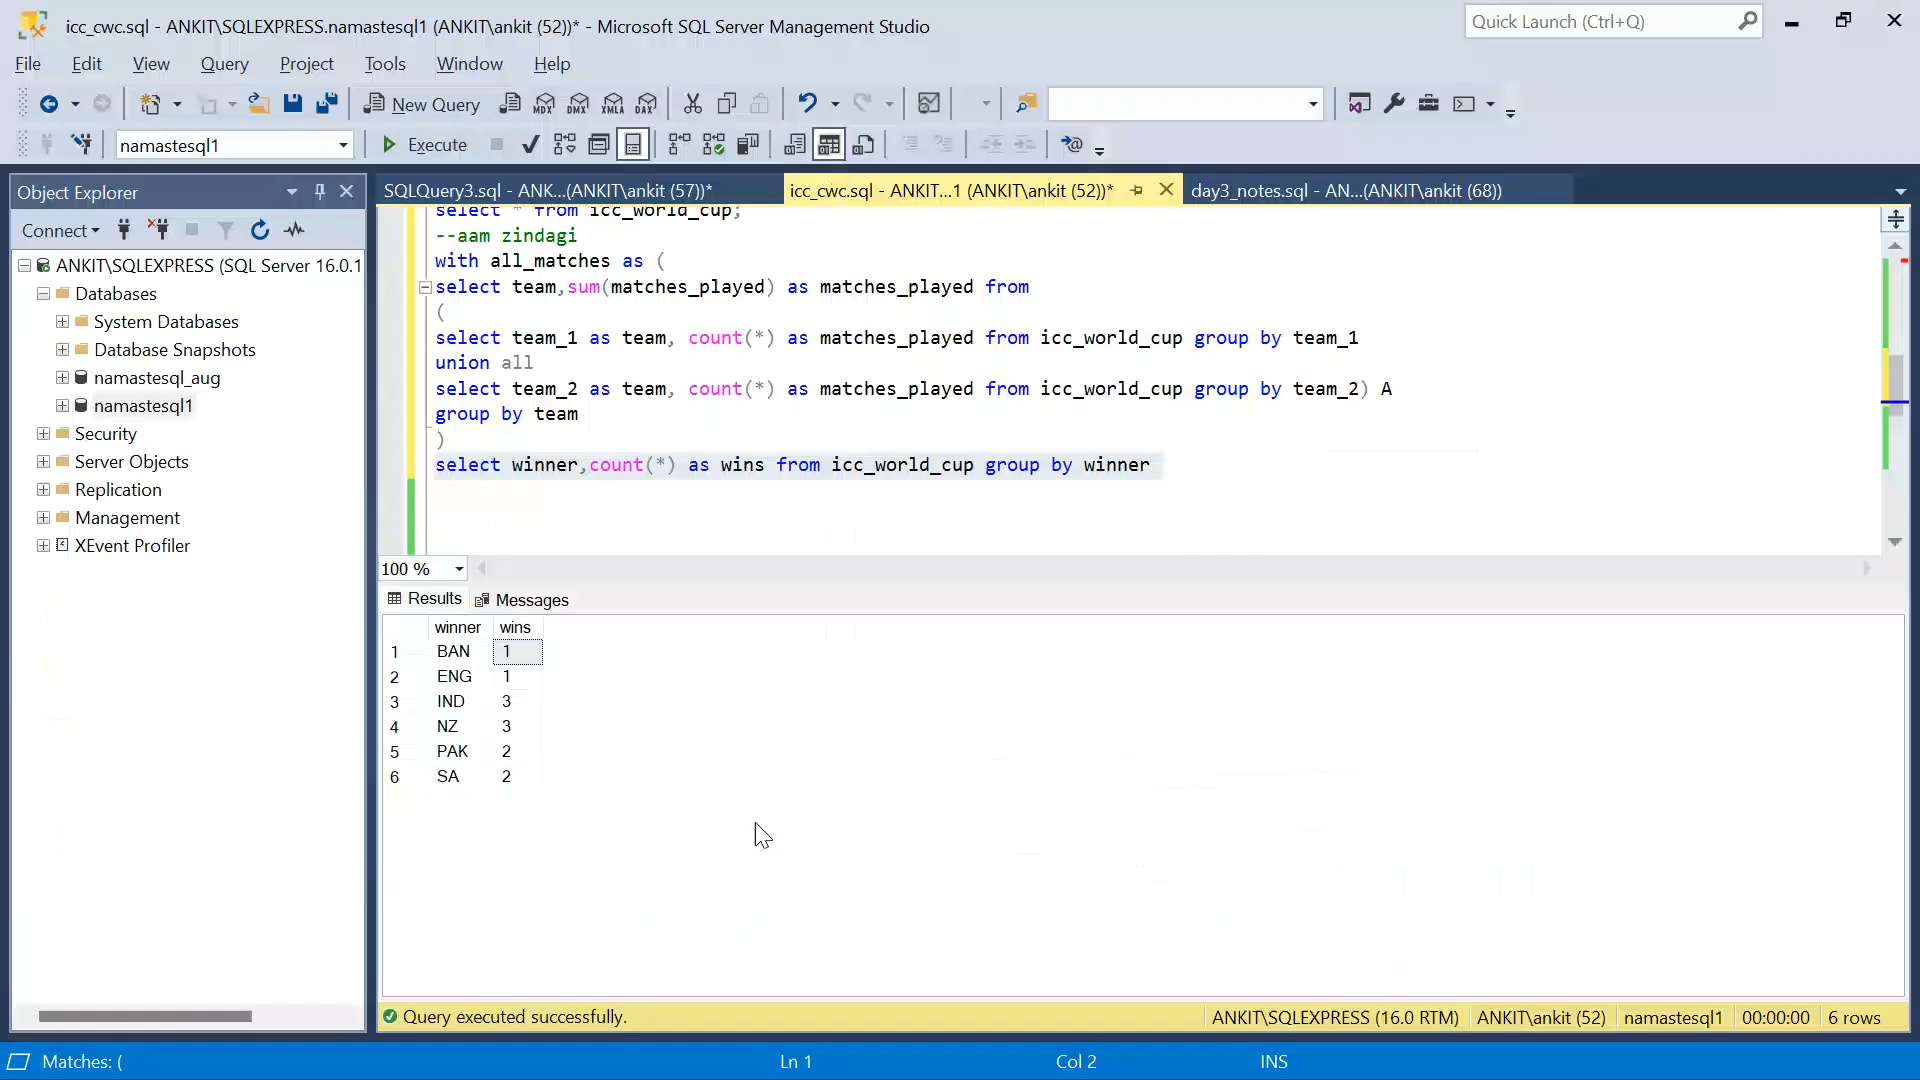 icc_cwc.sql - ANKIT\SQLEXPRESS.namastesql1 (ANKIT\ankit (52))* - Microsoft SQL Server Management Studio
Quick Launch (Ctrl+Q)
File Edit View Query Project Tools Window Help
New Query MDX DMX XMLA DAX
namastesql1 Execute
Object Explorer
Connect
ANKIT\SQLEXPRESS (SQL Server 16.0.1
Databases
System Databases
Database Snapshots
namastesql_aug
namastesql1
Security
Server Objects
Replication
Management
XEvent Profiler
SQLQuery3.sql - ANK...(ANKIT\ankit (57))* icc_cwc.sql - ANKIT...1 (ANKIT\ankit (52))* day3_notes.sql - AN...(ANKIT\ankit (68))
select * from icc_world_cup;
--aam zindagi
with all_matches as (
select team,sum(matches_played) as matches_played from
(
select team_1 as team, count(*) as matches_played from icc_world_cup group by team_1
union all
select team_2 as team, count(*) as matches_played from icc_world_cup group by team_2) A
group by team
)
select winner,count(*) as wins from icc_world_cup group by winner
100 %
Results Messages
winner wins
1 BAN 1
2 ENG 1
3 IND 3
4 NZ 3
5 PAK 2
6 SA 2
Query executed successfully. ANKIT\SQLEXPRESS (16.0 RTM) ANKIT\ankit (52) namastesql1 00:00:00 6 rows
Matches: ( Ln 1 Col 2 INS